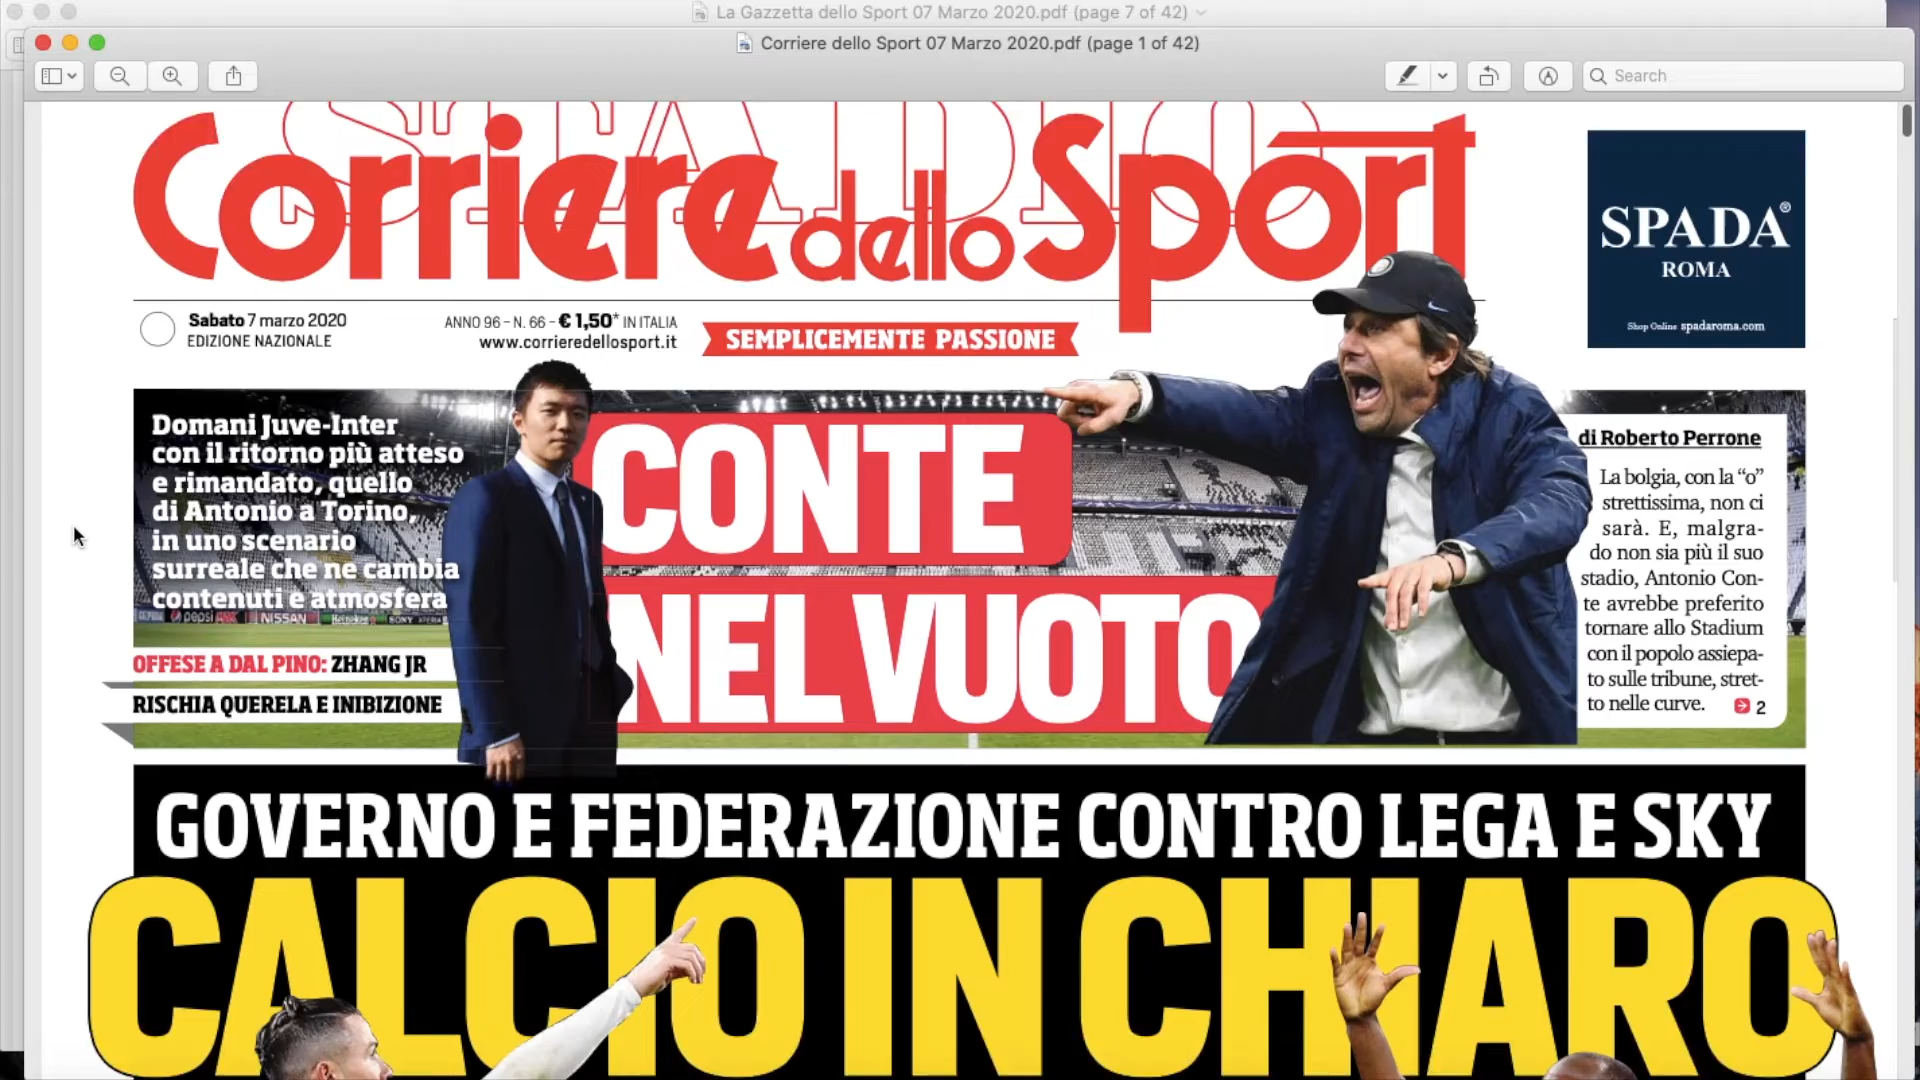 La Gazzetta dello Sport 07 Marzo 2020.pdf (page 7 of 42)
Corriere dello Sport 07 Marzo 2020.pdf (page 1 of 42)
Search
STADIO
Corriere dello Sport
SPADA®
ROMA
Shop Online spadaroma.com
Sabato 7 marzo 2020
EDIZIONE NAZIONALE
ANNO 96 - N. 66 - € 1,50* IN ITALIA
www.corrieredellosport.it
SEMPLICEMENTE PASSIONE
Domani Juve-Inter
con il ritorno più atteso
e rimandato, quello
di Antonio a Torino,
in uno scenario
surreale che ne cambia
contenuti e atmosfera
pepsi NISSAN Heineken SONY XPERIA
OFFESE A DAL PINO: ZHANG JR
RISCHIA QUERELA E INIBIZIONE
CONTE
NEL VUOTO
di Roberto Perrone
La bolgia, con la “o”
strettissima, non ci
sarà. E, malgra-
do non sia più il suo
stadio, Antonio Con-
te avrebbe preferito
tornare allo Stadium
con il popolo assiepa-
to sulle tribune, stret-
to nelle curve. 2
GOVERNO E FEDERAZIONE CONTRO LEGA E SKY
CALCIO IN CHIARO